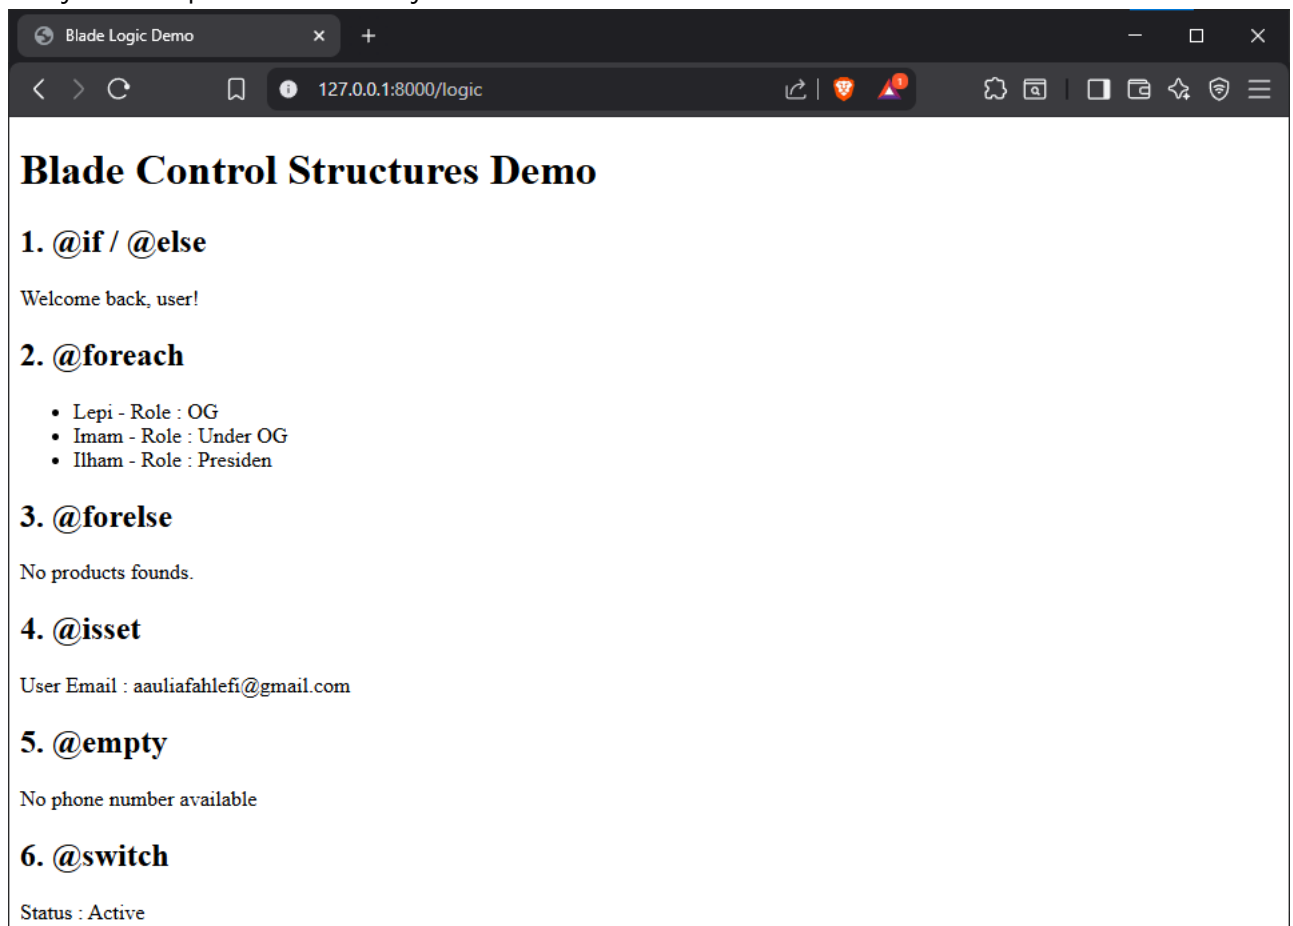 Blade Logic Demo
127.0.0.1:8000/logic
1
Blade Control Structures Demo
1. @if / @else
Welcome back, user!
2. @foreach
• Lepi - Role : OG
• Imam - Role : Under OG
• Ilham - Role : Presiden
3. @forelse
No products founds.
4. @isset
User Email : aauliafahlefi@gmail.com
5. @empty
No phone number available
6. @switch
Status : Active